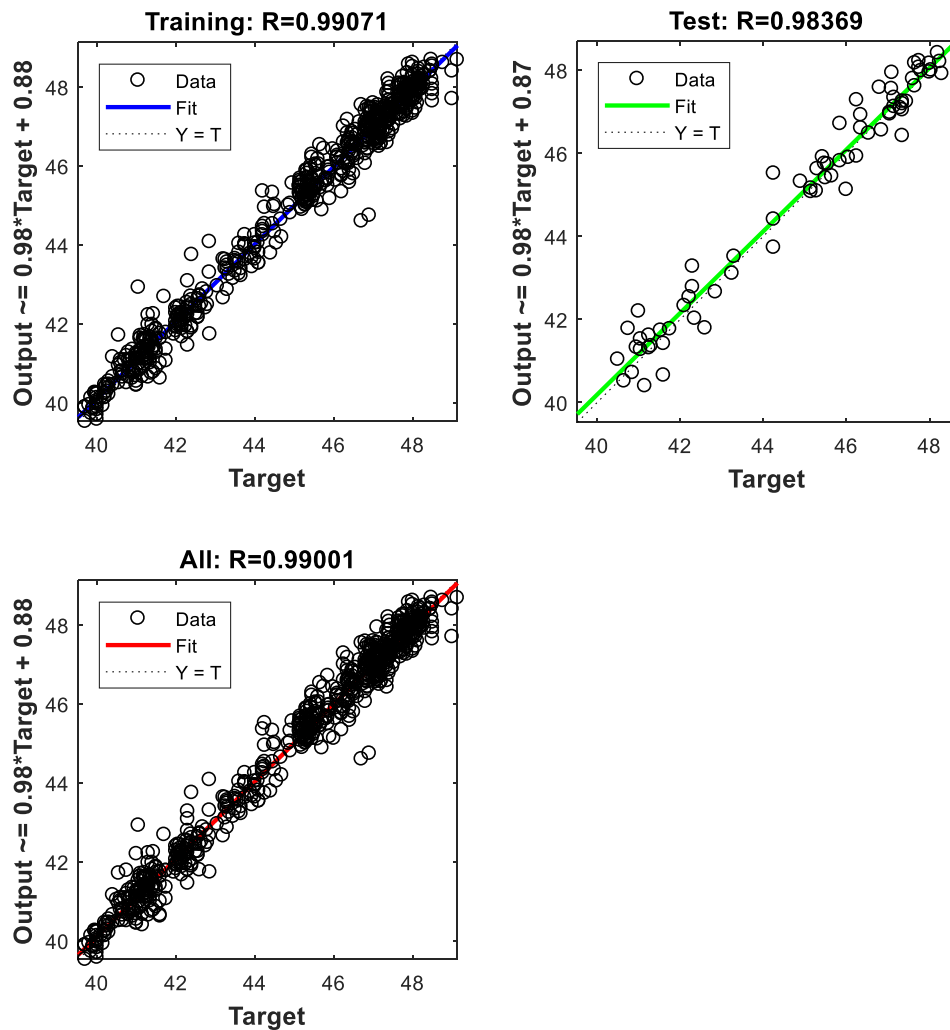 Training: R=0.99071
Output ~= 0.98*Target + 0.88
48
46
44
42
40
Data
Fit
Y = T
40 42 44 46 48
Target
Test: R=0.98369
Output ~= 0.98*Target + 0.87
48
46
44
42
40
Data
Fit
Y = T
40 42 44 46 48
Target
All: R=0.99001
Output ~= 0.98*Target + 0.88
48
46
44
42
40
Data
Fit
Y = T
40 42 44 46 48
Target